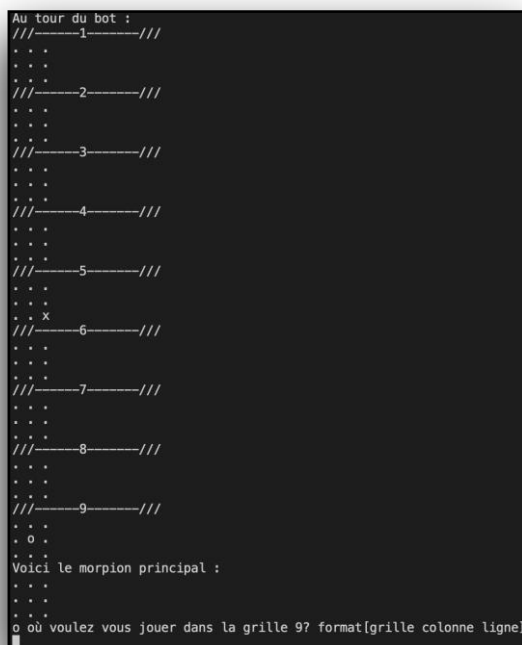 Au tour du bot :
///------1-------///
. . .
. . .
. . .
///------2-------///
. . .
. . .
. . .
///------3-------///
. . .
. . .
. . .
///------4-------///
. . .
. . .
. . .
///------5-------///
. . .
. . .
. . x
///------6-------///
. . .
. . .
. . .
///------7-------///
. . .
. . .
. . .
///------8-------///
. . .
. . .
. . .
///------9-------///
. . .
. o .
. . .
Voici le morpion principal :
. . .
. . .
. . .
o où voulez vous jouer dans la grille 9? format[grille colonne ligne]